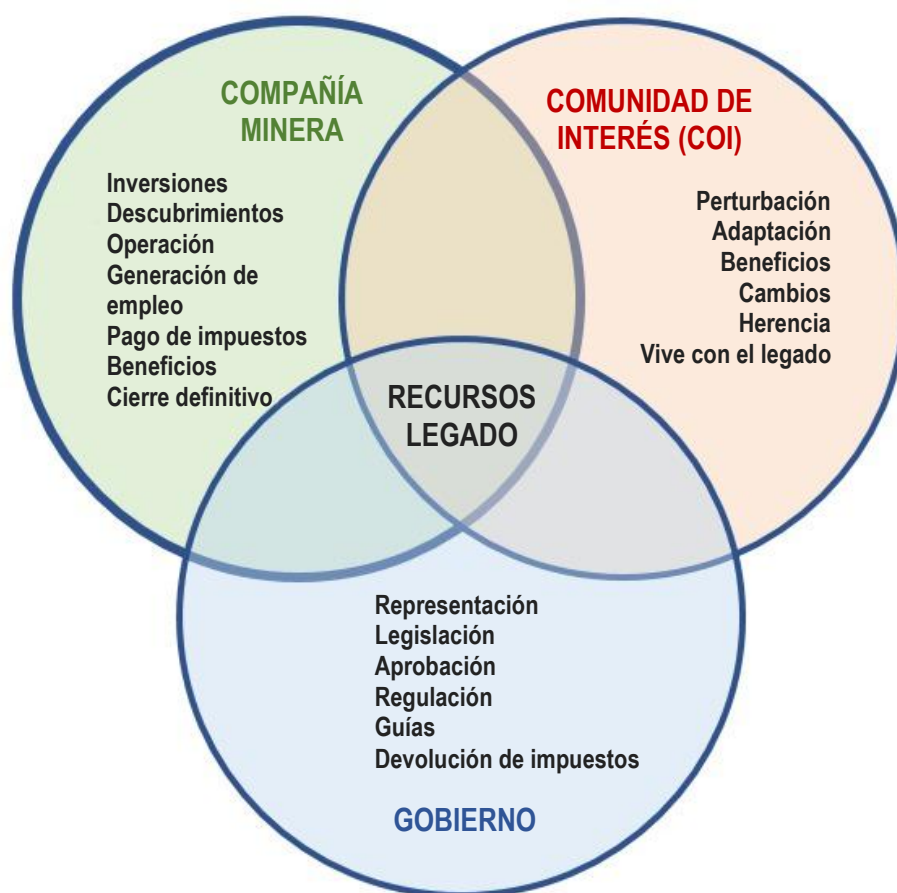 COMPAÑÍA
MINERA
Inversiones
Descubrimientos
Operación
Generación de
empleo
Pago de impuestos
Beneficios
Cierre definitivo
COMUNIDAD DE
INTERÉS (COI)
Perturbación
Adaptación
Beneficios
Cambios
Herencia
Vive con el legado
RECURSOS
LEGADO
Representación
Legislación
Aprobación
Regulación
Guías
Devolución de impuestos
GOBIERNO